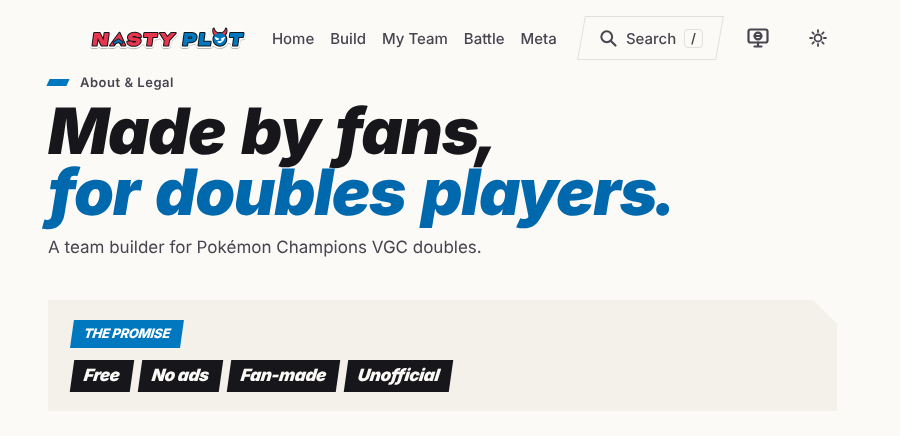 NASTY PLOT
Home Build My Team Battle Meta Search /
About & Legal
Made by fans,
for doubles players.
A team builder for Pokémon Champions VGC doubles.
THE PROMISE
Free No ads Fan-made Unofficial